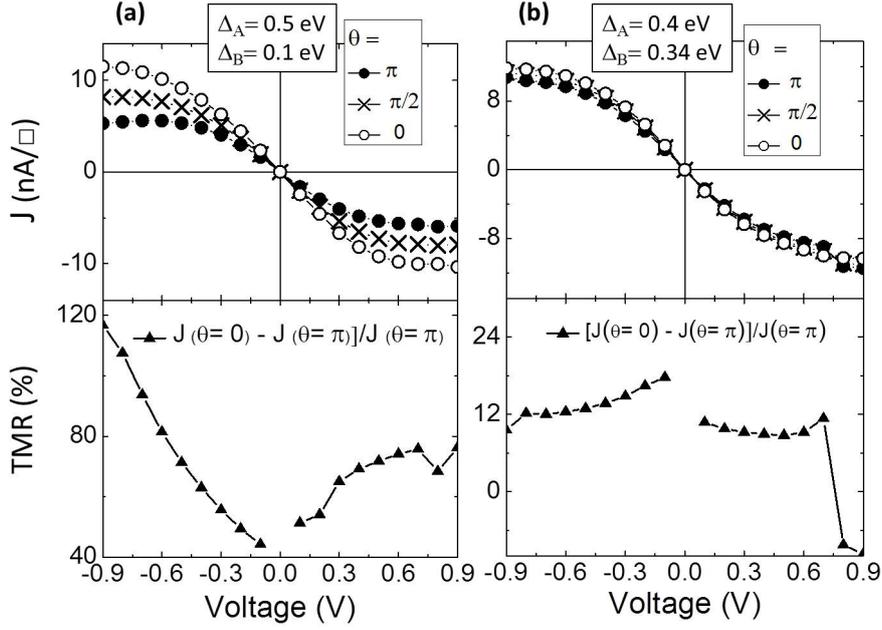 (a)
Δ_A= 0.5 eV
Δ_B= 0.1 eV
θ =
π
π/2
0
10
0
-10
J (nA/□)
120
80
40
TMR (%)
J (θ= 0) - J (θ= π)]/J (θ= π)
-0.9 -0.6 -0.3 0.0 0.3 0.6 0.9
Voltage (V)
(b)
Δ_A= 0.4 eV
Δ_B= 0.34 eV
θ =
π
π/2
0
8
0
-8
24
12
0
[J(θ= 0) - J(θ= π)]/J(θ= π)
-0.9 -0.6 -0.3 0.0 0.3 0.6 0.9
Voltage (V)